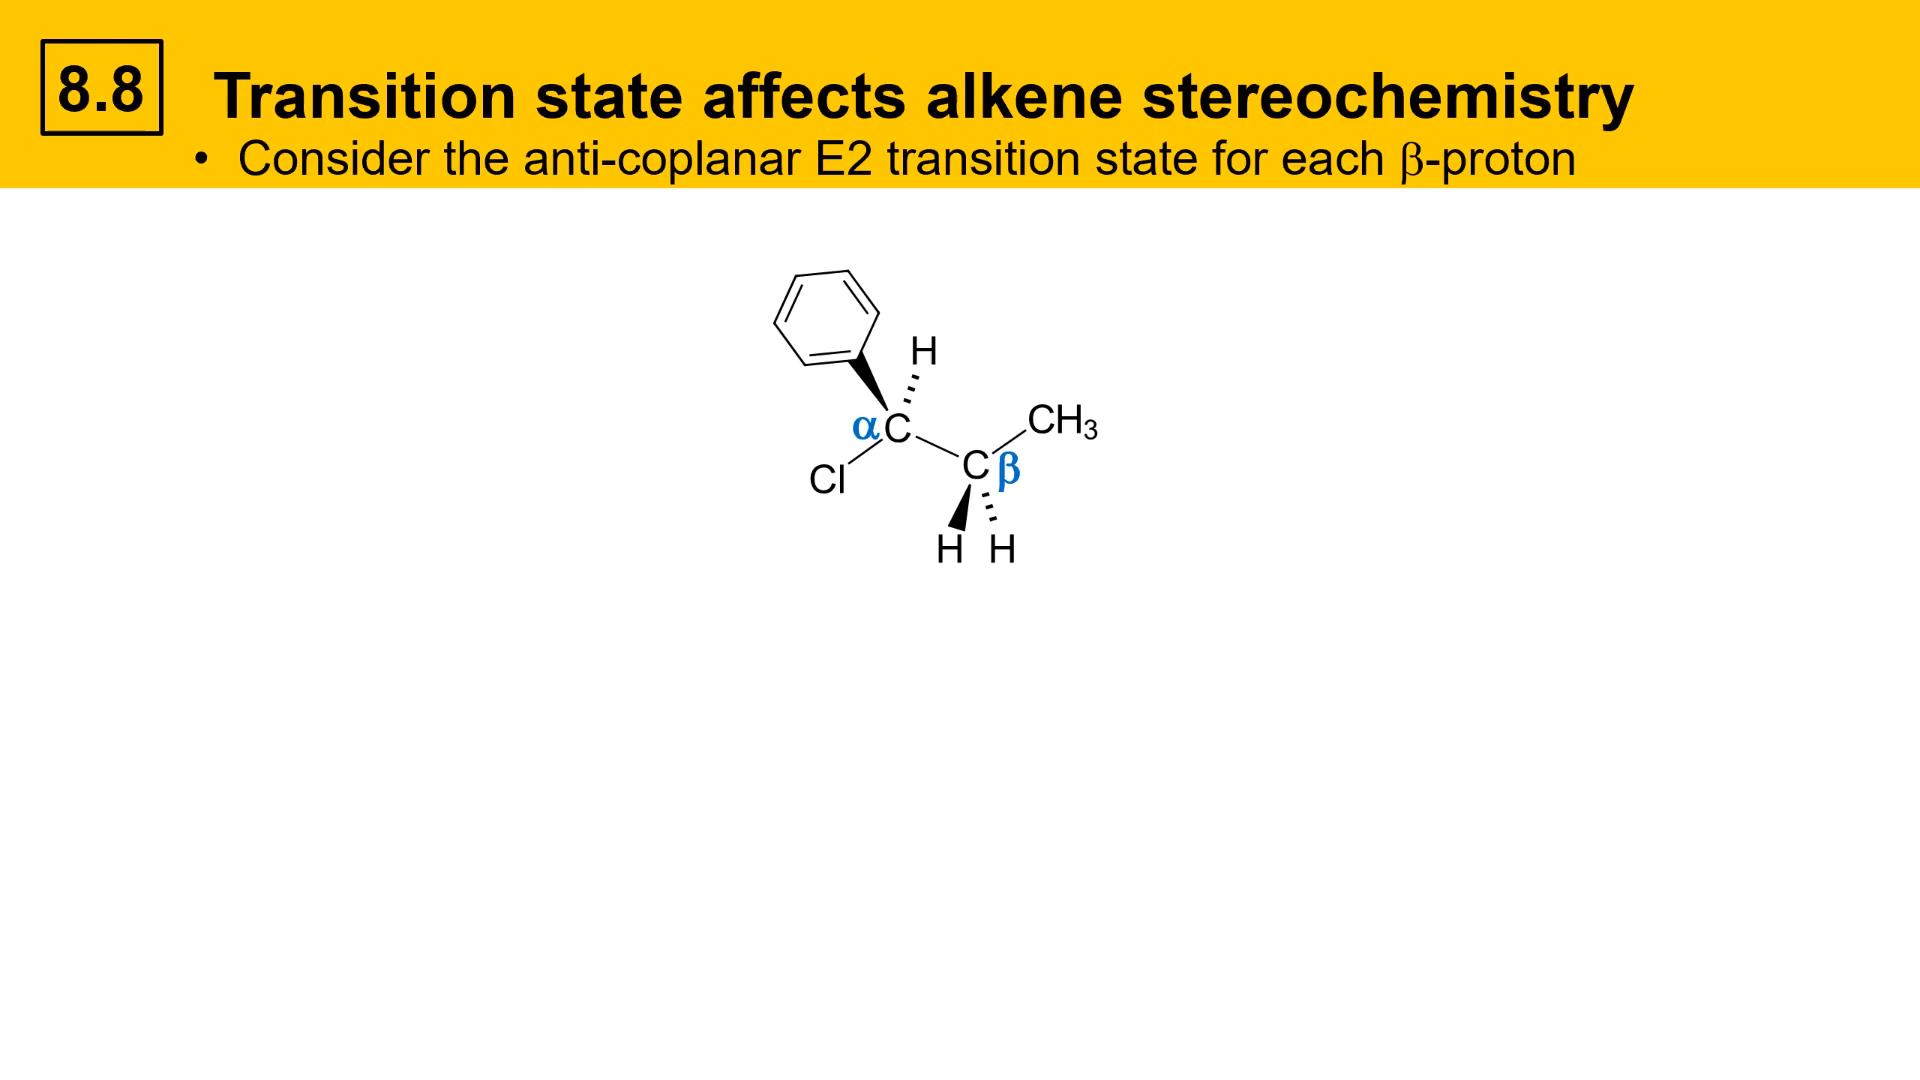 8.8
Transition state affects alkene stereochemistry
• Consider the anti-coplanar E2 transition state for each β-proton
H
αC
CH₃
Cl
Cβ
H H